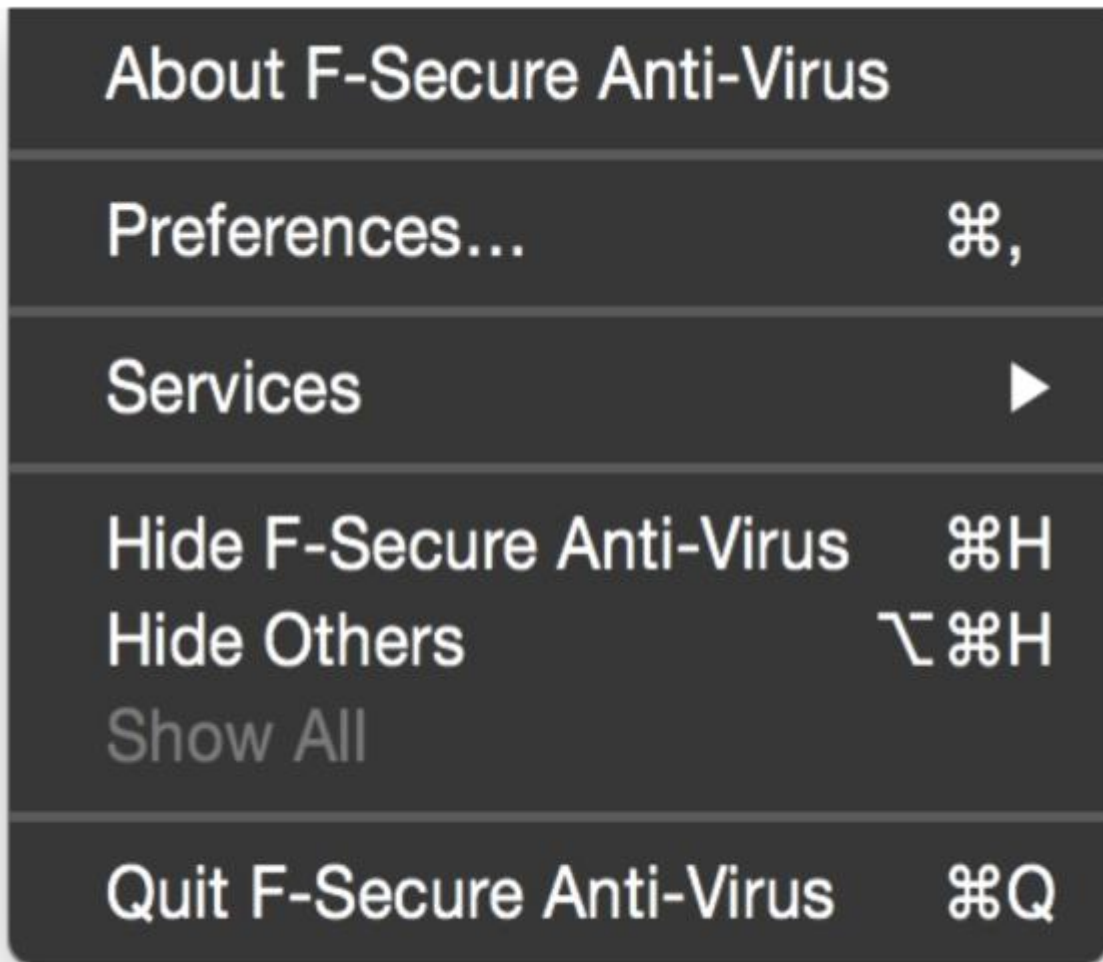 About F-Secure Anti-Virus
Preferences… ⌘,
Services ▶
Hide F-Secure Anti-Virus ⌘H
Hide Others ⌥⌘H
Show All
Quit F-Secure Anti-Virus ⌘Q